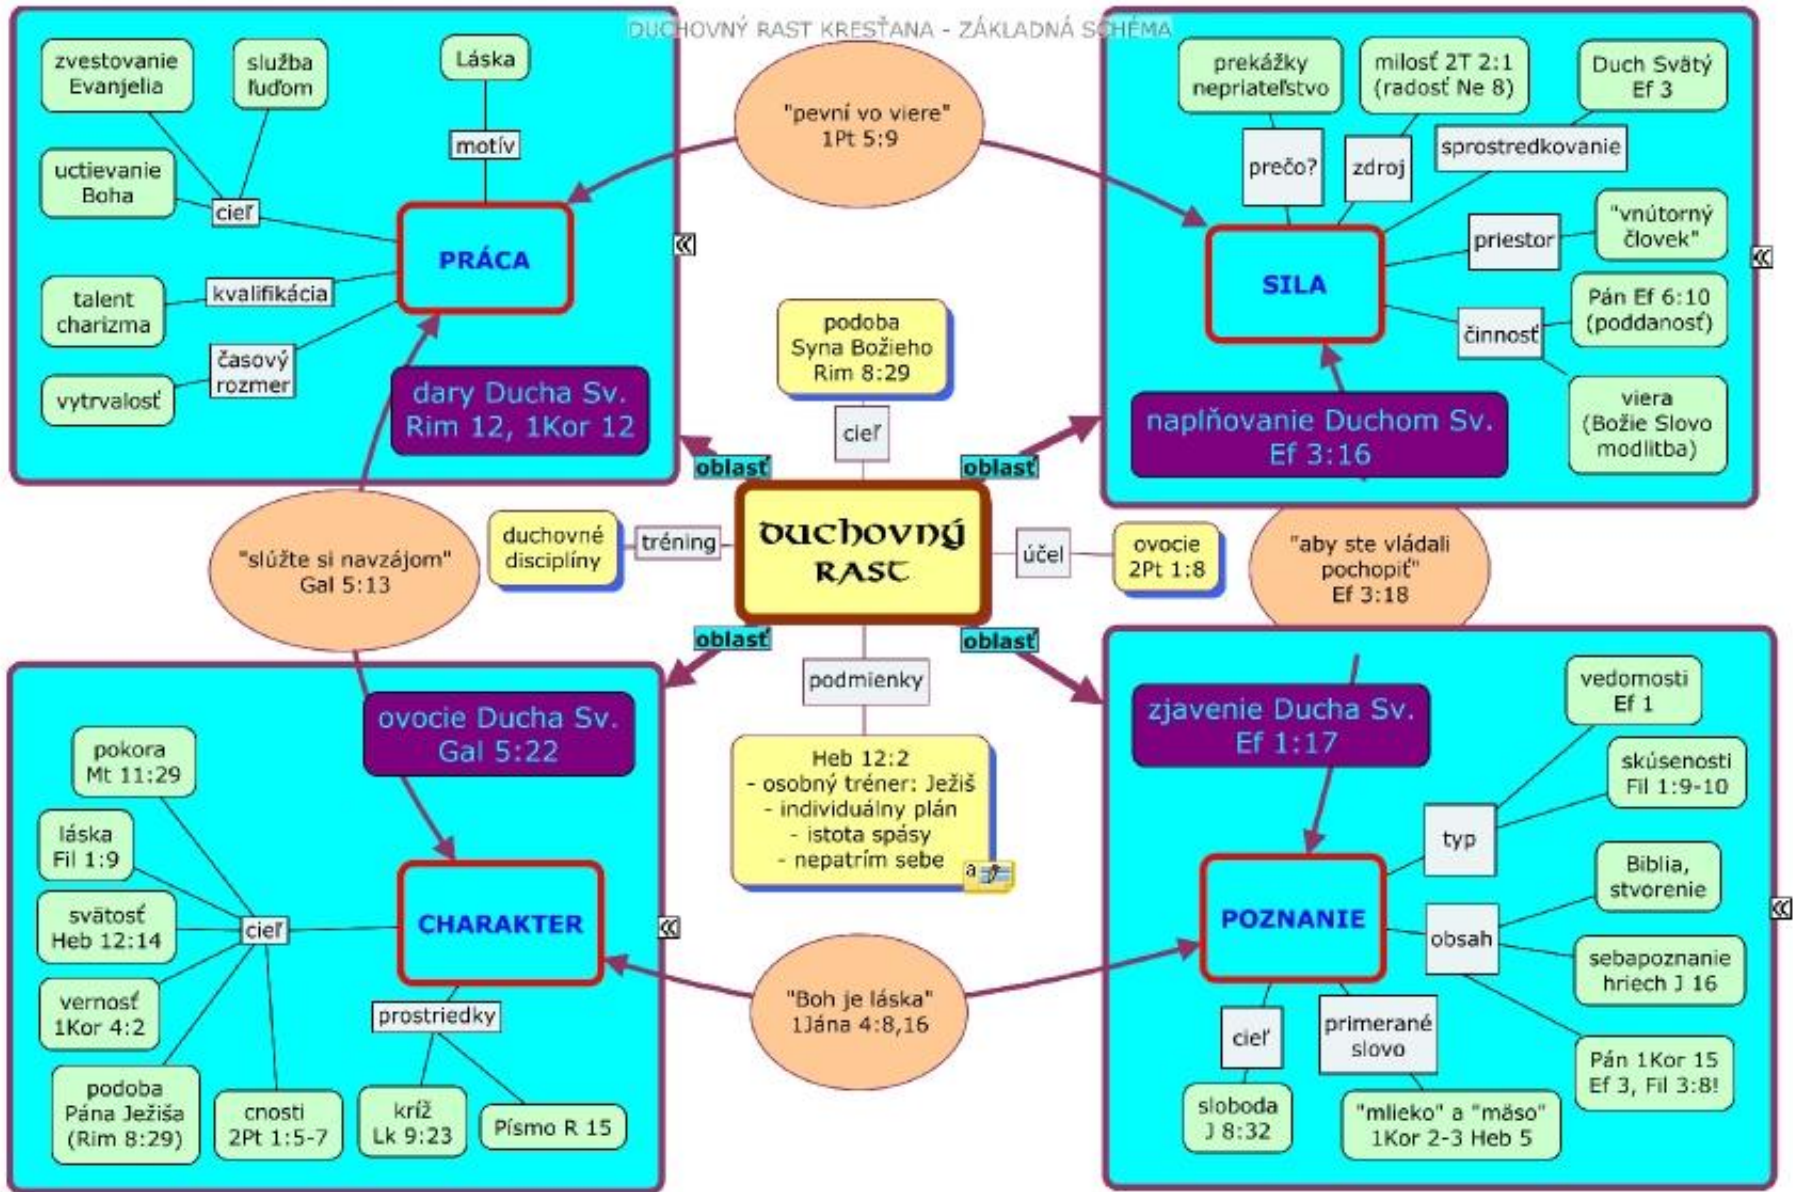 DUCHOVNÝ RAST KRESŤANA - ZÁKLADNÁ SCHÉMA
zvestovanie
Evanjelia
služba
ľuďom
Láska
motív
uctievanie
Boha
cieľ
PRÁCA
talent
charizma
kvalifikácia
časový
rozmer
vytrvalosť
dary Ducha Sv.
Rim 12, 1Kor 12
"pevní vo viere"
1Pt 5:9
prekážky
nepriateľstvo
milosť 2T 2:1
(radosť Ne 8)
Duch Svätý
Ef 3
prečo?
zdroj
sprostredkovanie
priestor
"vnútorný
človek"
SILA
činnosť
Pán Ef 6:10
(poddanosť)
viera
(Božie Slovo
modlitba)
naplňovanie Duchom Sv.
Ef 3:16
podoba
Syna Božieho
Rim 8:29
cieľ
oblasť
oblasť
DUCHOVNÝ
RAST
duchovné
disciplíny
tréning
účel
ovocie
2Pt 1:8
"slúžte si navzájom"
Gal 5:13
"aby ste vládali
pochopiť"
Ef 3:18
oblasť
oblasť
podmienky
Heb 12:2
- osobný tréner: Ježiš
- individuálny plán
- istota spásy
- nepatrím sebe
a
ovocie Ducha Sv.
Gal 5:22
pokora
Mt 11:29
láska
Fil 1:9
svätosť
Heb 12:14
cieľ
CHARAKTER
vernosť
1Kor 4:2
prostriedky
podoba
Pána Ježiša
(Rim 8:29)
cnosti
2Pt 1:5-7
kríž
Lk 9:23
Písmo R 15
"Boh je láska"
1Jána 4:8,16
zjavenie Ducha Sv.
Ef 1:17
vedomosti
Ef 1
skúsenosti
Fil 1:9-10
typ
Biblia,
stvorenie
POZNANIE
obsah
sebapoznanie
hriech J 16
cieľ
primerané
slovo
Pán 1Kor 15
Ef 3, Fil 3:8!
sloboda
J 8:32
"mlieko" a "mäso"
1Kor 2-3 Heb 5